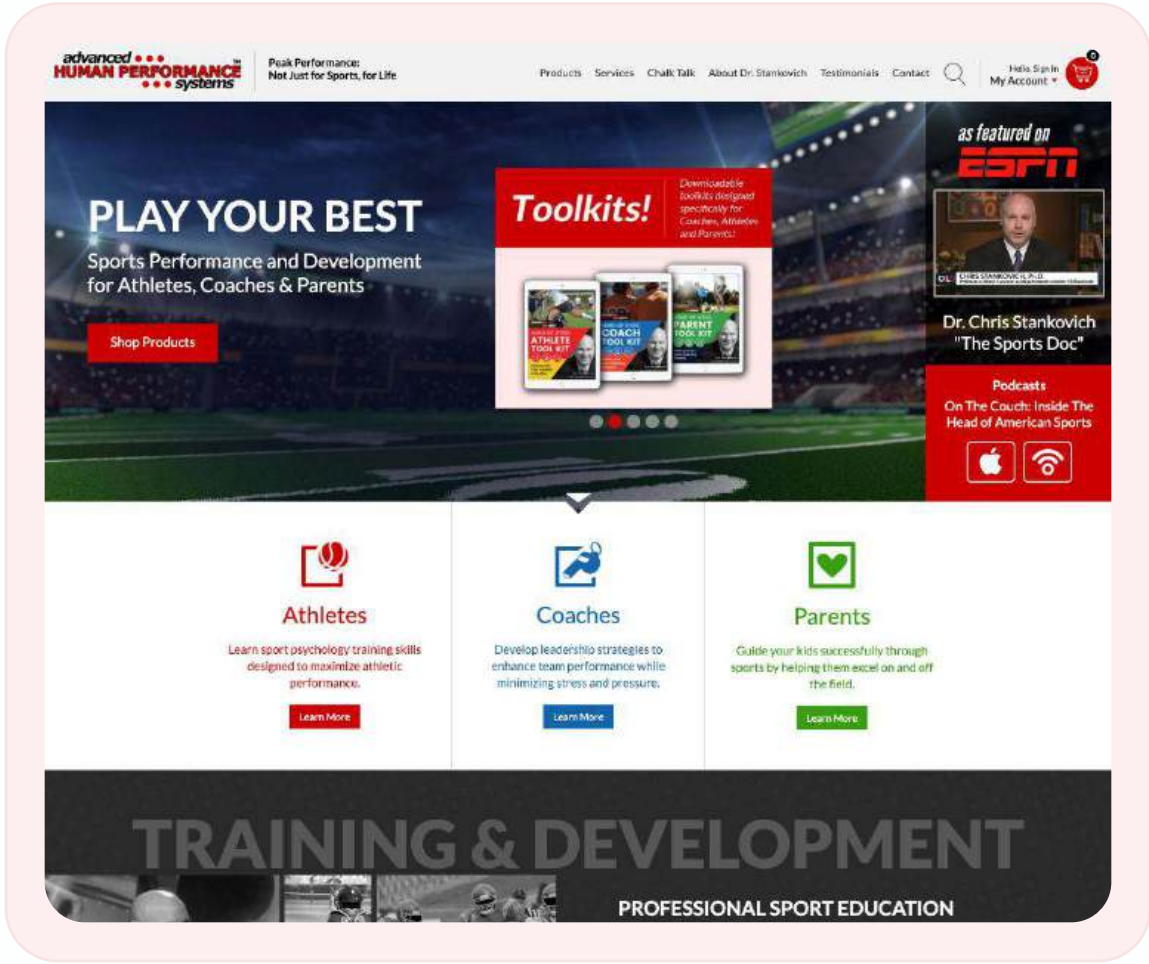 advanced
HUMAN PERFORMANCE
systems
Peak Performance:
Not Just for Sports, for Life
Products Services Chalk Talk About Dr. Stankovich Testimonials Contact
Hello. Sign In
My Account
0
PLAY YOUR BEST
Sports Performance and Development
for Athletes, Coaches & Parents
Shop Products
Toolkits!
Downloadable
toolkits designed
specifically for
Coaches, Athletes
and Parents!
ATHLETE
TOOL KIT
COACH
TOOL KIT
PARENT
TOOL KIT
as featured on
ESPN
CHRIS STANKOVICH, PH.D.
Dr. Chris Stankovich
"The Sports Doc"
Podcasts
On The Couch: Inside The
Head of American Sports
Athletes
Learn sport psychology training skills
designed to maximize athletic
performance.
Learn More
Coaches
Develop leadership strategies to
enhance team performance while
minimizing stress and pressure.
Learn More
Parents
Guide your kids successfully through
sports by helping them excel on and off
the field.
Learn More
TRAINING & DEVELOPMENT
PROFESSIONAL SPORT EDUCATION